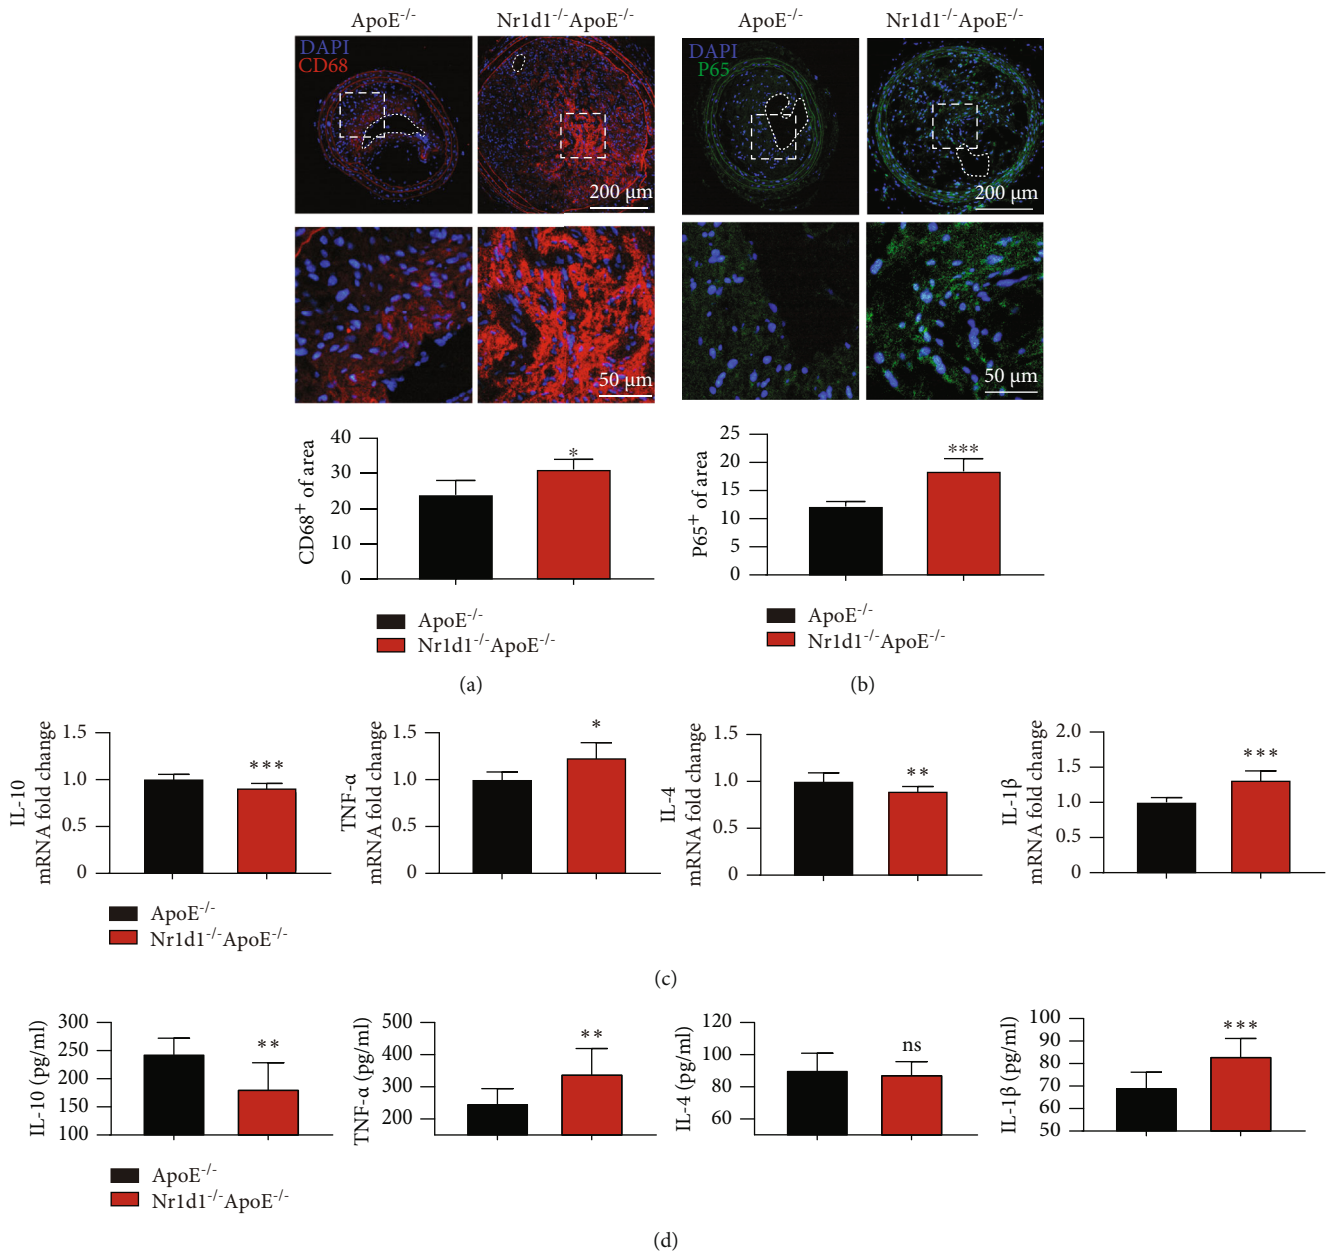 ApoE-/- Nr1d1-/-ApoE-/-
DAPI
CD68
200 µm
50 µm
ApoE-/- Nr1d1-/-ApoE-/-
DAPI
P65
200 µm
50 µm
CD68+ of area
40
30
20
10
0
*
ApoE-/-
Nr1d1-/-ApoE-/-
(a)
P65+ of area
25
20
15
10
5
0
***
ApoE-/-
Nr1d1-/-ApoE-/-
(b)
IL-10
mRNA fold change
1.5
1.0
0.5
0
***
TNF-α
mRNA fold change
1.5
1.0
0.5
0
*
IL-4
mRNA fold change
1.5
1.0
0.5
0
**
IL-1β
mRNA fold change
2.0
1.5
1.0
0.5
0
***
ApoE-/-
Nr1d1-/-ApoE-/-
(c)
IL-10 (pg/ml)
300
250
200
150
100
**
TNF-α (pg/ml)
500
400
300
200
**
IL-4 (pg/ml)
120
100
80
60
ns
IL-1β (pg/ml)
100
90
80
70
60
50
***
ApoE-/-
Nr1d1-/-ApoE-/-
(d)